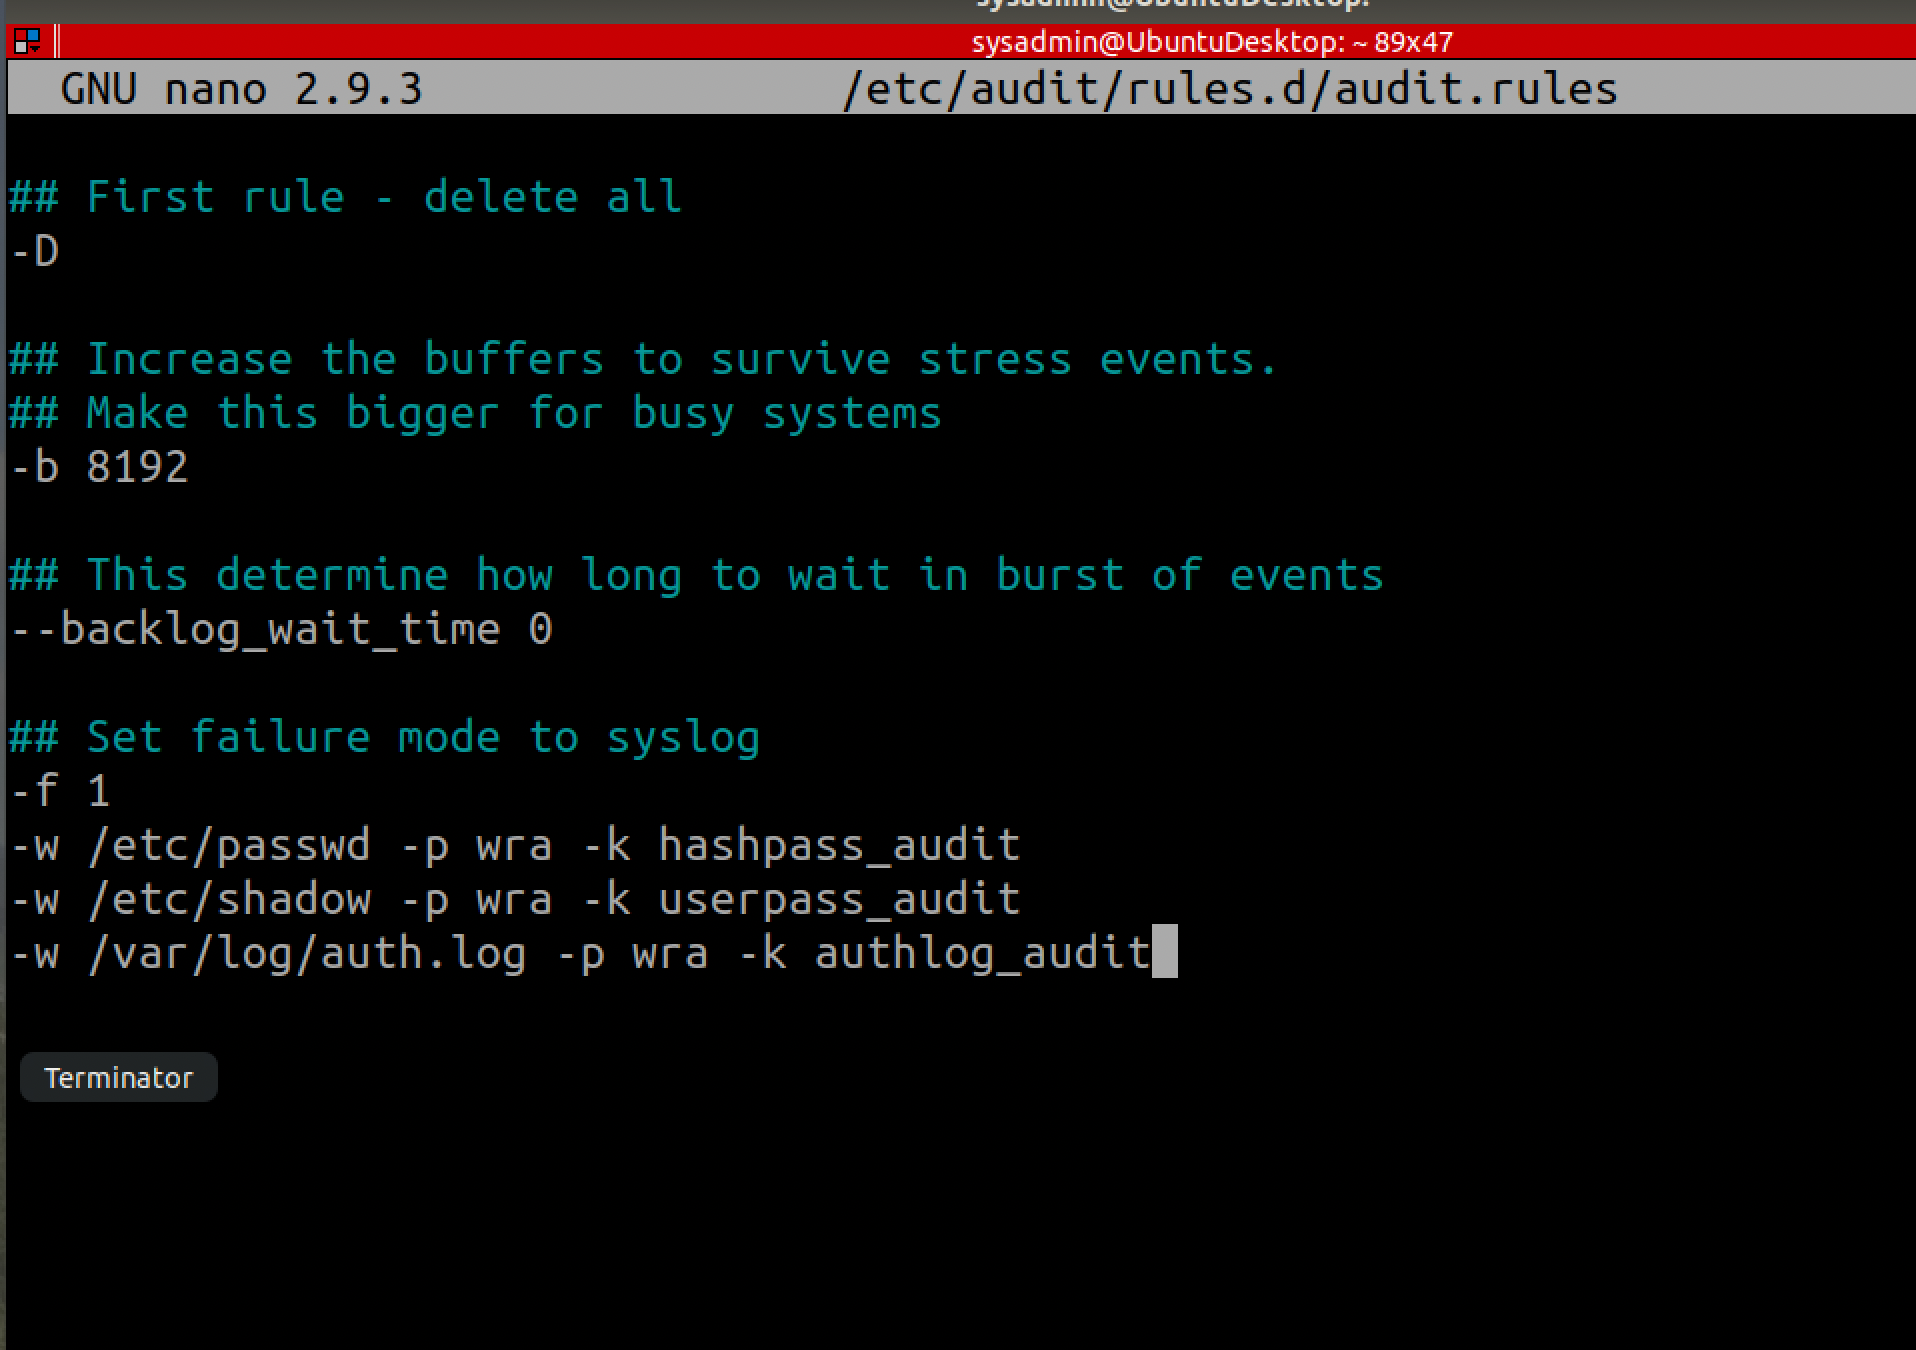 sysadmin@UbuntuDesktop:
sysadmin@UbuntuDesktop: ~ 89x47
GNU nano 2.9.3 /etc/audit/rules.d/audit.rules
## First rule - delete all
-D
## Increase the buffers to survive stress events.
## Make this bigger for busy systems
-b 8192
## This determine how long to wait in burst of events
--backlog_wait_time 0
## Set failure mode to syslog
-f 1
-w /etc/passwd -p wra -k hashpass_audit
-w /etc/shadow -p wra -k userpass_audit
-w /var/log/auth.log -p wra -k authlog_audit
Terminator